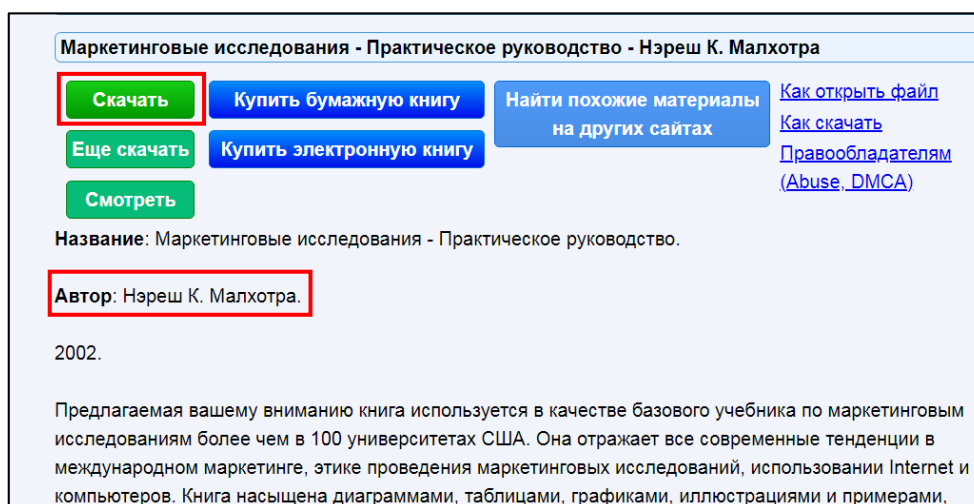 Маркетинговые исследования - Практическое руководство - Нэреш К. Малхотра
Скачать
Купить бумажную книгу
Найти похожие материалы
на других сайтах
Как открыть файл
Как скачать
Правообладателям
(Abuse, DMСA)
Еще скачать
Купить электронную книгу
Смотреть
Название: Маркетинговые исследования - Практическое руководство.
Автор: Нэреш К. Малхотра.
2002.
Предлагаемая вашему вниманию книга используется в качестве базового учебника по маркетинговым
исследованиям более чем в 100 университетах США. Она отражает все современные тенденции в
международном маркетинге, этике проведения маркетинговых исследований, использовании Internet и
компьютеров. Книга насыщена диаграммами, таблицами, графиками, иллюстрациями и примерами,